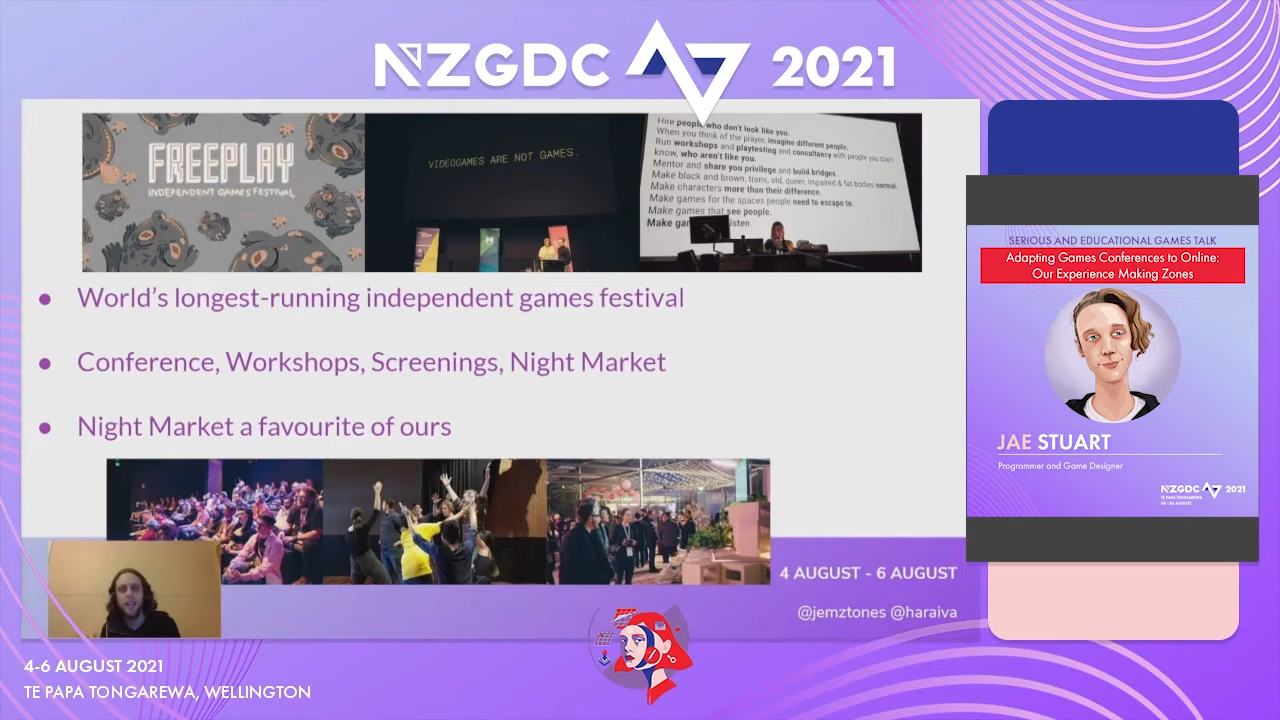 NZGDC 2021
FREEPLAY
INDEPENDENT GAMES FESTIVAL
VIDEOGAMES ARE NOT GAMES.
Hire people who don't look like you.
When you think of the player, imagine different people.
Run workshops and playtesting and consultancy with people you don't
know, who aren't like you.
Mentor and share you privilege and build bridges.
Make black and brown, trans, old, queer, impaired & fat bodies normal.
Make characters more than their difference.
Make games for the spaces people need to escape to.
Make games that see people.
Make gam listen.
• World's longest-running independent games festival
• Conference, Workshops, Screenings, Night Market
• Night Market a favourite of ours
4 AUGUST - 6 AUGUST
@jemztones @haraiva
SERIOUS AND EDUCATIONAL GAMES TALK
Adapting Games Conferences to Online:
Our Experience Making Zones
JAE STUART
Programmer and Game Designer
NZGDC 2021
TE PAPA TONGAREWA
04 - 06 AUGUST
4-6 AUGUST 2021
TE PAPA TONGAREWA, WELLINGTON